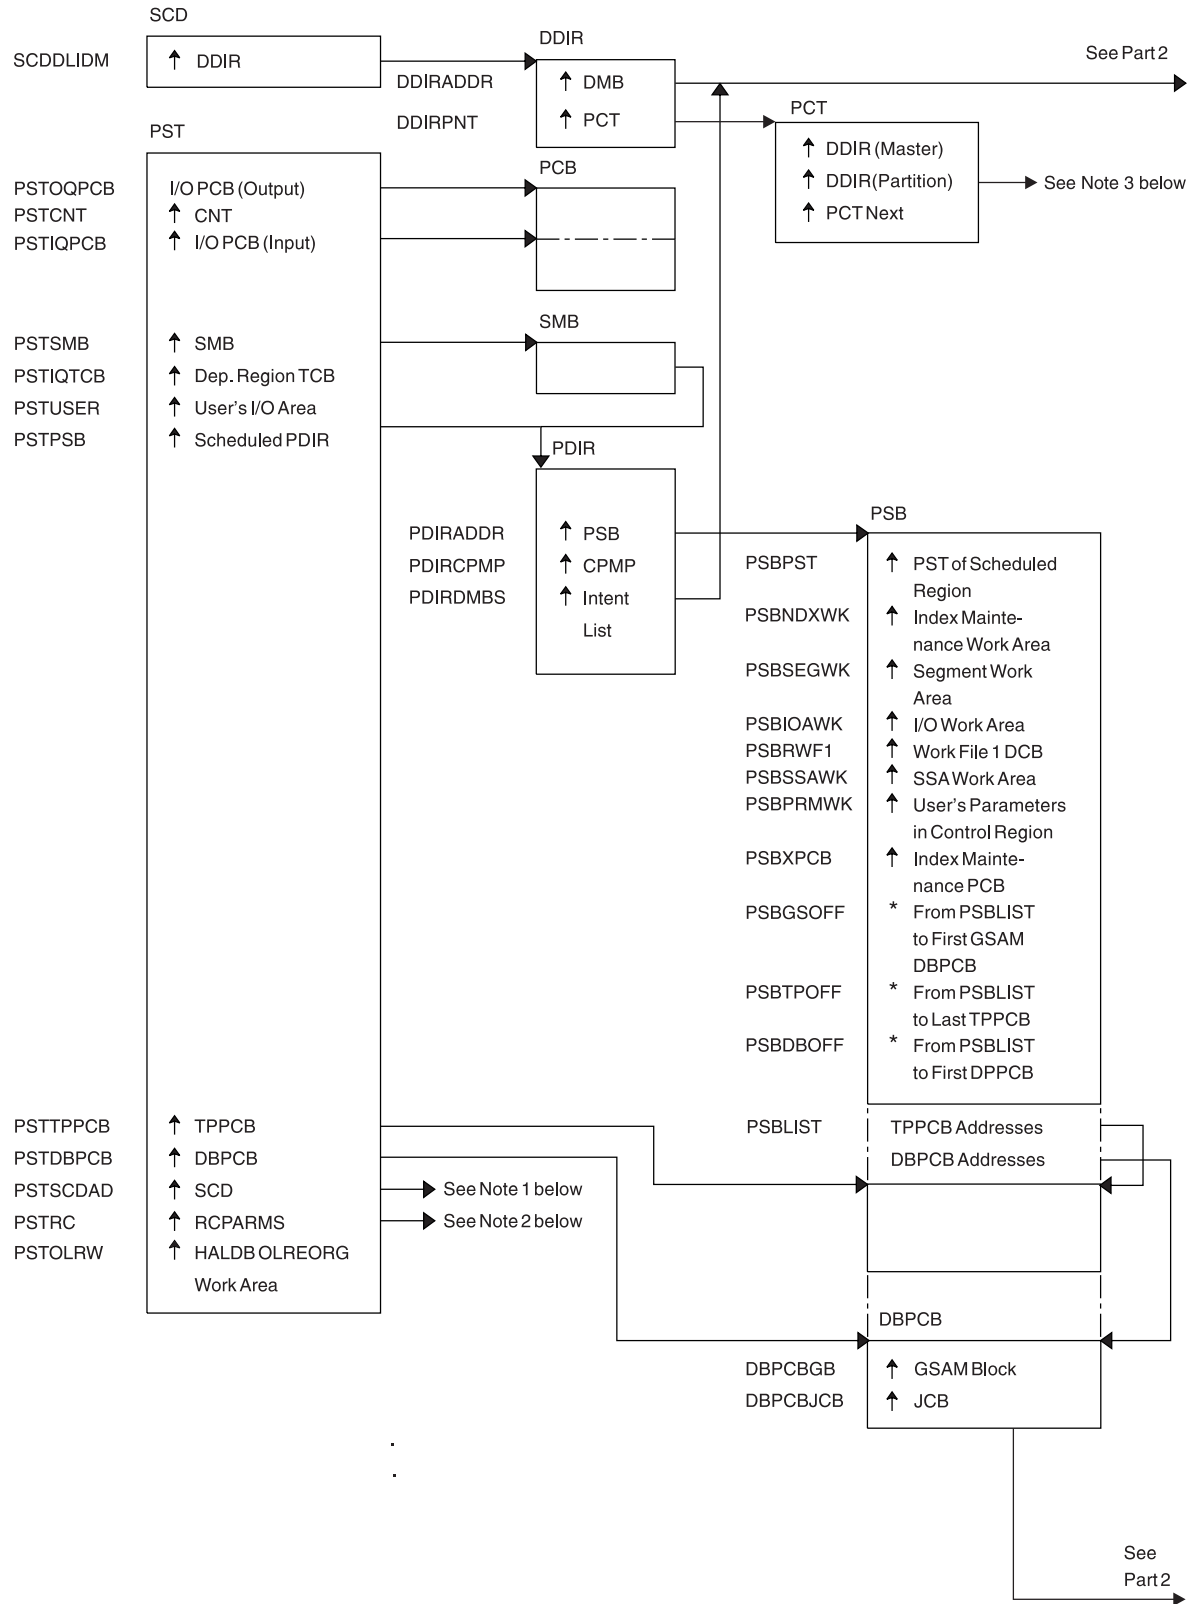 SCD
SCDDLIDM
↑ DDIR
DDIR
DDIRADDR
↑ DMB
DDIRPNT
↑ PCT
See Part 2
PCT
↑ DDIR (Master)
↑ DDIR (Partition)
↑ PCT Next
See Note 3 below
PST
PSTOQPCB
I/O PCB (Output)
PSTCNT
↑ CNT
PSTIQPCB
↑ I/O PCB (Input)
PCB
PSTSMB
↑ SMB
PSTIQTCB
↑ Dep. Region TCB
PSTUSER
↑ User's I/O Area
PSTPSB
↑ Scheduled PDIR
SMB
PDIR
PDIRADDR
↑ PSB
PDIRCPMP
↑ CPMP
PDIRDMBS
↑ Intent
List
PSB
PSBPST
↑ PST of Scheduled
Region
PSBNDXWK
↑ Index Mainte-
nance Work Area
PSBSEGWK
↑ Segment Work
Area
PSBIOAWK
↑ I/O Work Area
PSBRWF1
↑ Work File 1 DCB
PSBSSAWK
↑ SSA Work Area
PSBPRMWK
↑ User's Parameters
in Control Region
PSBXPCB
↑ Index Mainte-
nance PCB
PSBGSOFF
* From PSBLIST
to First GSAM
DBPCB
PSBTPOFF
* From PSBLIST
to Last TPPCB
PSBDBOFF
* From PSBLIST
to First DPPCB
PSTTPPCB
↑ TPPCB
PSTDBPCB
↑ DBPCB
PSTSCDAD
↑ SCD
See Note 1 below
PSTRC
↑ RCPARMS
See Note 2 below
PSTOLRW
↑ HALDB OLREORG
Work Area
PSBLIST
TPPCB Addresses
DBPCB Addresses
DBPCB
DBPCBGB
↑ GSAM Block
DBPCBJCB
↑ JCB
.
.
See
Part 2